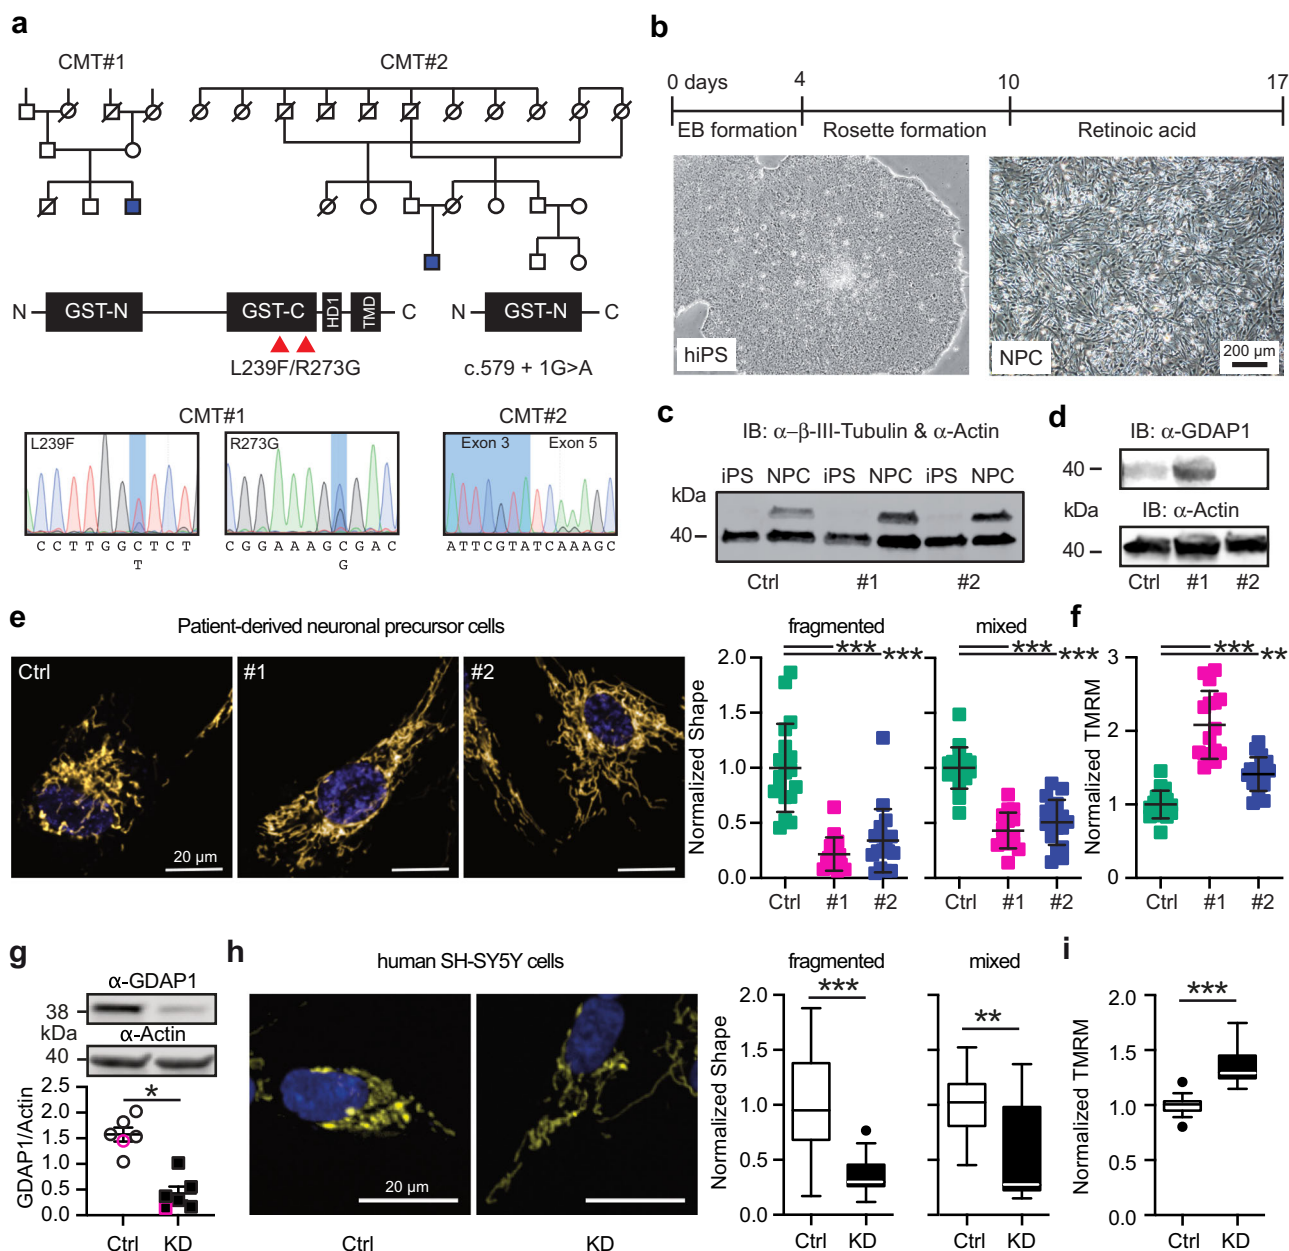 a
CMT#1
CMT#2
N
GST-N
GST-C
HD1
TMD
C
L239F/R273G
N
GST-N
C
c.579 + 1G>A
CMT#1
CMT#2
L239F
R273G
Exon 3
Exon 5
C C T T G G C T C T
T
C G G A A A G C G A C
G
A T T C G T A T C A A A G C
b
0 days
4
10
17
EB formation
Rosette formation
Retinoic acid
hiPS
NPC
200 µm
c
IB: α–β-III-Tubulin & α-Actin
iPS NPC iPS NPC iPS NPC
kDa
40
Ctrl #1 #2
d
IB: α-GDAP1
40
IB: α-Actin
kDa
40
Ctrl #1 #2
e
Patient-derived neuronal precursor cells
Ctrl
20 µm
#1
#2
fragmented
mixed
*** ***
*** ***
Normalized Shape
2.0
1.5
1.0
0.5
0.0
Ctrl #1 #2
Ctrl #1 #2
f
*** **
Normalized TMRM
3
2
1
0
Ctrl #1 #2
g
α-GDAP1
38
kDa
α-Actin
40
GDAP1/Actin
2.5
2.0
1.5
1.0
0.5
0.0
*
Ctrl KD
h
human SH-SY5Y cells
20 µm
Ctrl
KD
fragmented
mixed
***
**
Normalized Shape
2.0
1.5
1.0
0.5
0.0
Ctrl KD
Ctrl KD
i
***
Normalized TMRM
2.0
1.5
1.0
0.5
0.0
Ctrl KD